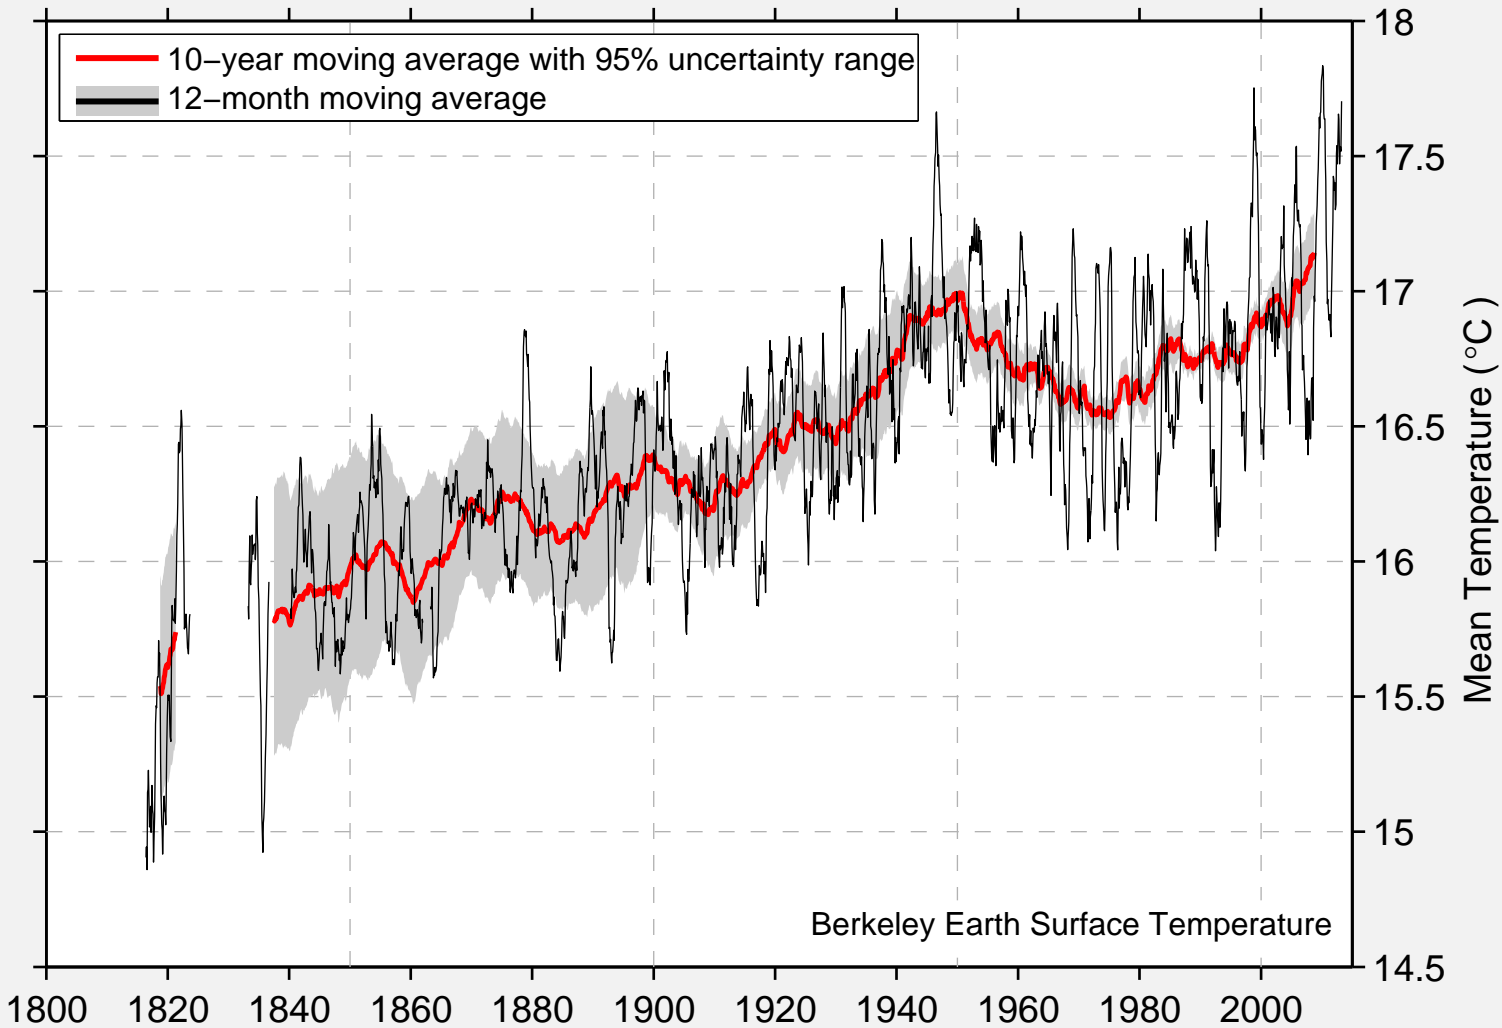 10−year moving average with 95% uncertainty range
12−month moving average
18
17.5
17
16.5
16
15.5
15
14.5
Mean Temperature ( °C )
Berkeley Earth Surface Temperature
1800 1820 1840 1860 1880 1900 1920 1940 1960 1980 2000